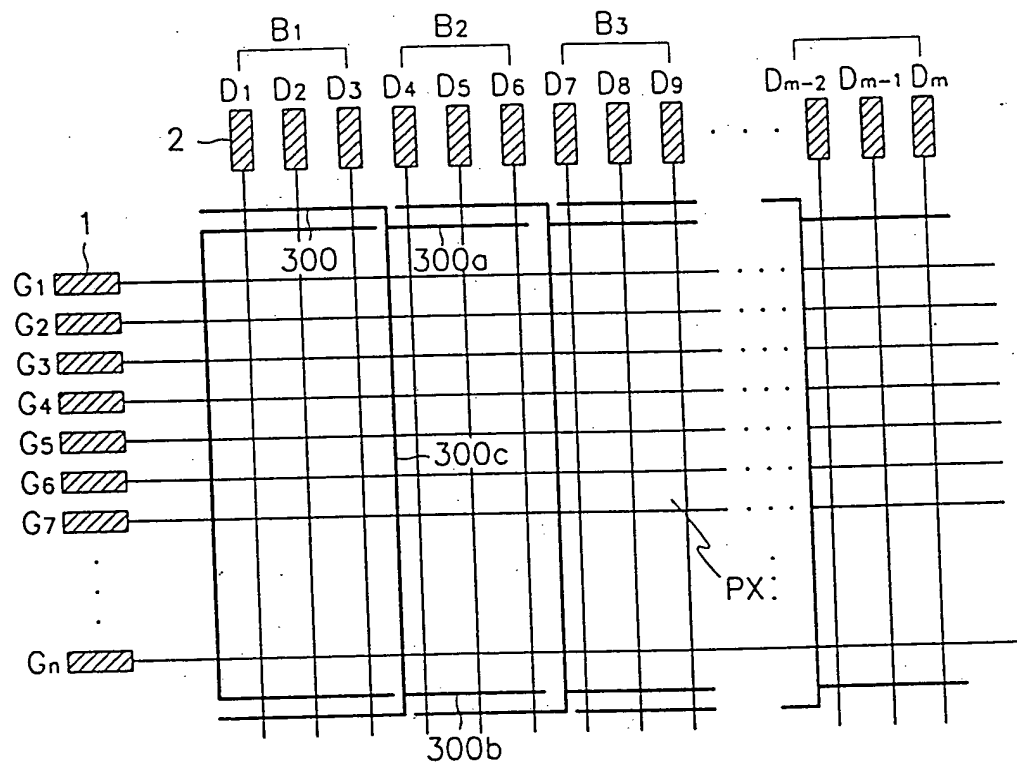 B1 B2 B3
D1 D2 D3 D4 D5 D6 D7 D8 D9 Dm-2 Dm-1 Dm
2 . . .
1
300 300a
G1 . . .
G2 . . .
G3 . . .
G4 . . .
G5 300c . . .
G6 . . .
G7 . . .
PX
Gn
300b